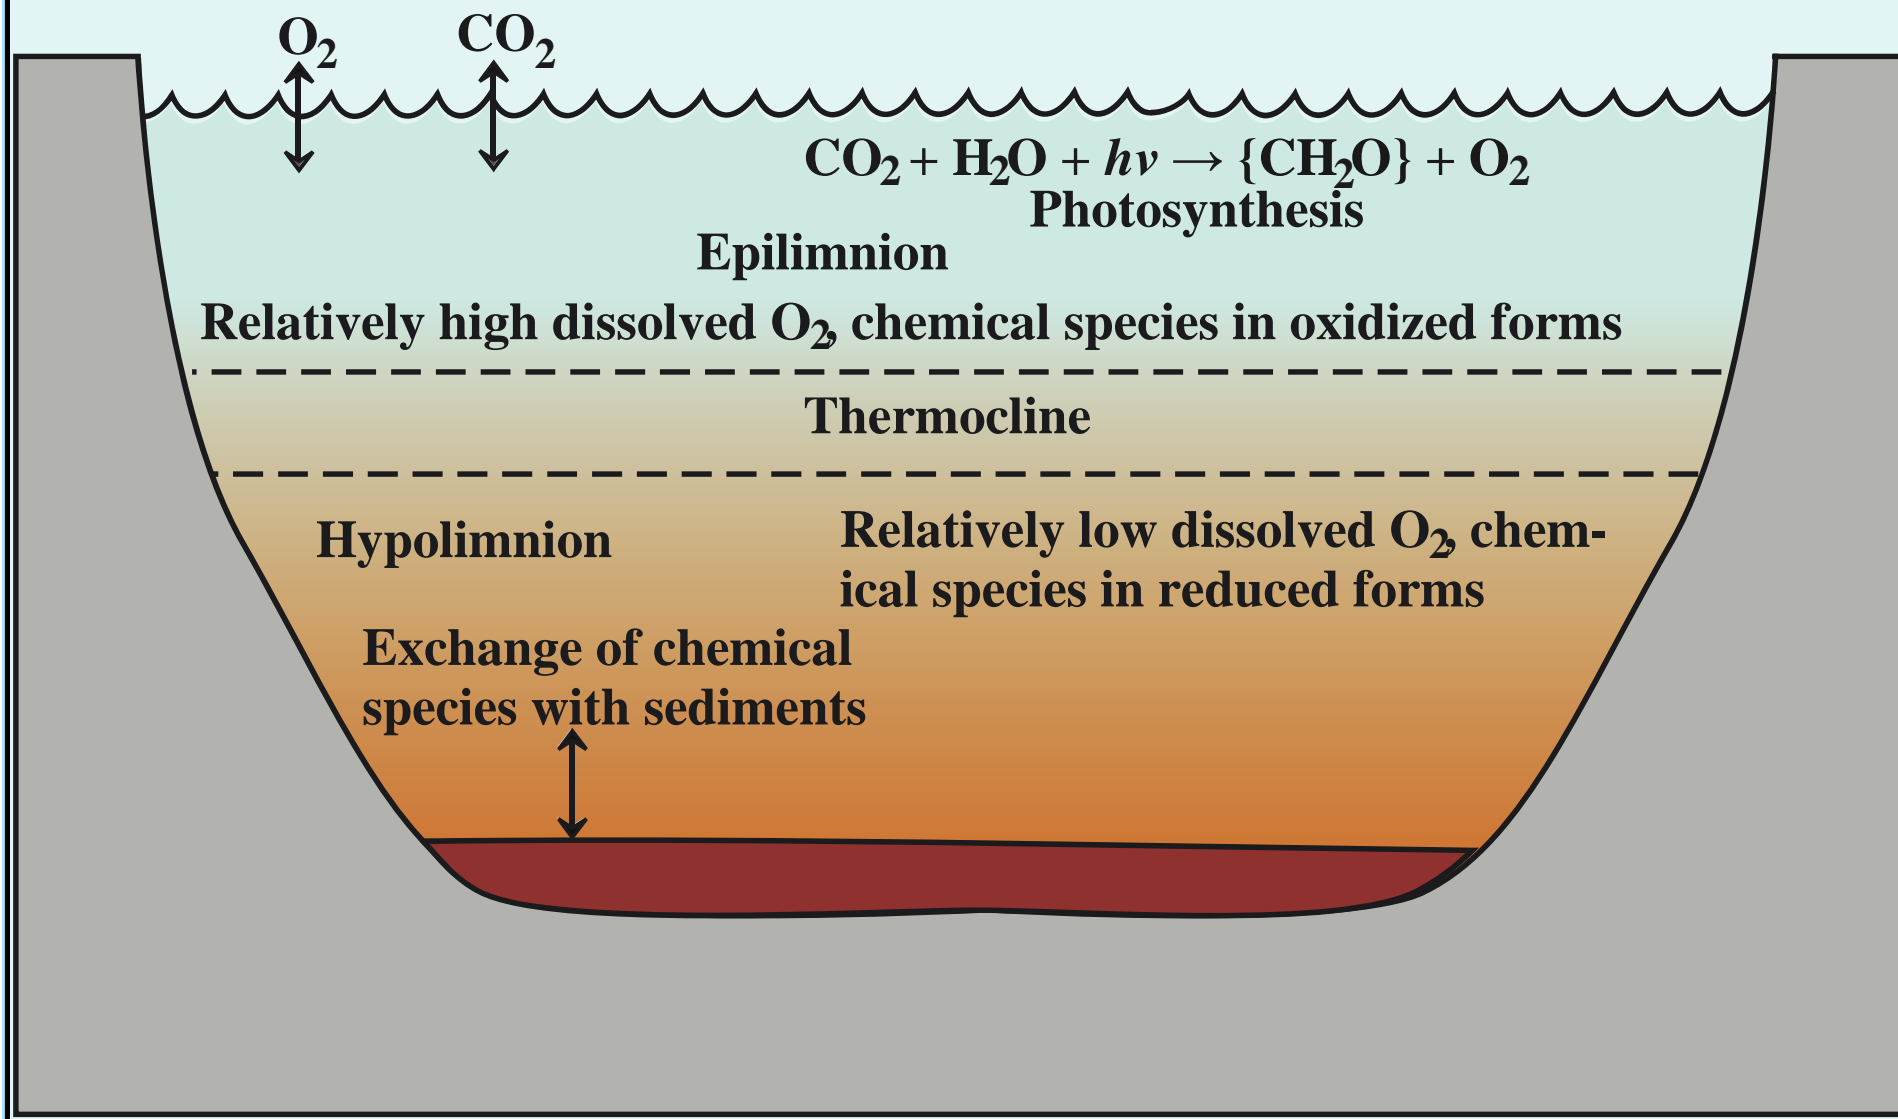 O₂ CO₂
CO₂ + H₂O + hν → {CH₂O} + O₂
Photosynthesis
Epilimnion
Relatively high dissolved O₂, chemical species in oxidized forms
Thermocline
Hypolimnion
Relatively low dissolved O₂, chem-
ical species in reduced forms
Exchange of chemical
species with sediments